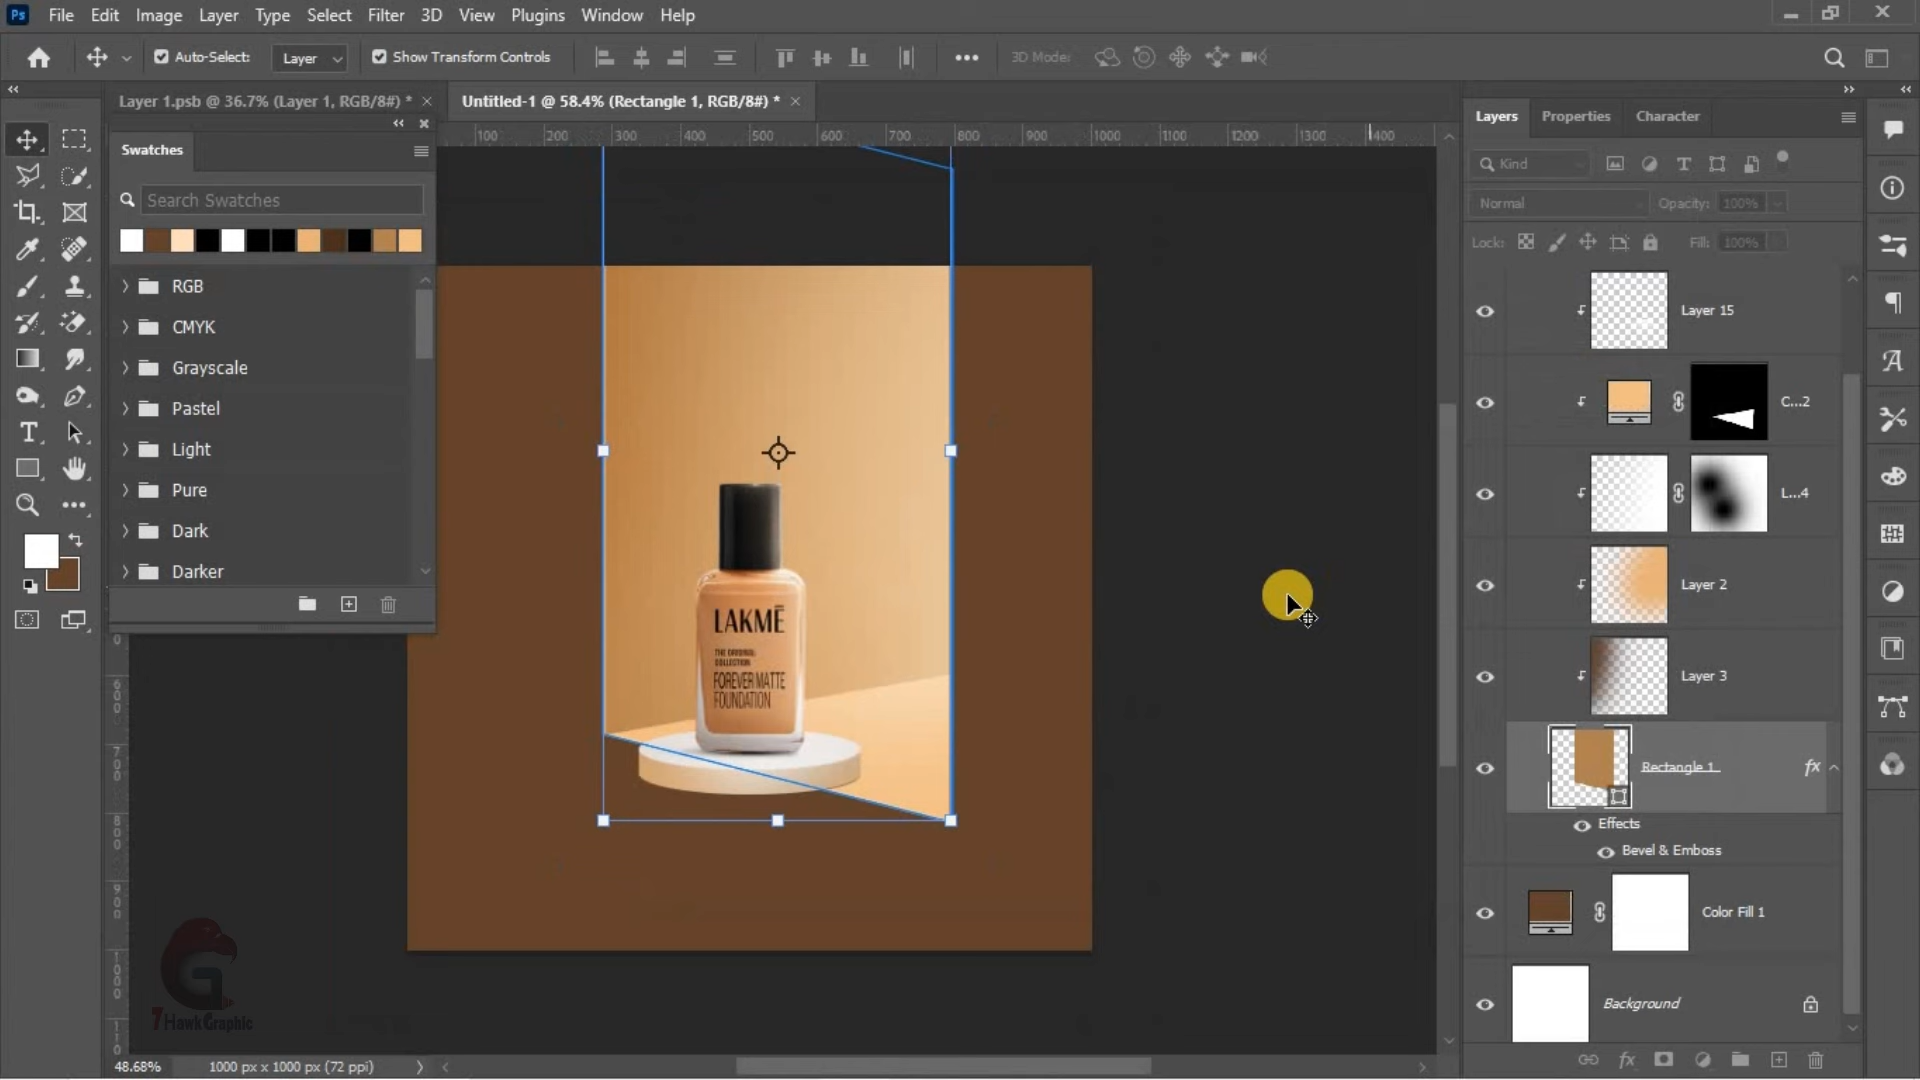 Ps File Edit Image Layer Type Select Filter 3D View Plugins Window Help
Auto-Select: Layer Show Transform Controls 3D Mode:
Layer 1.psb @ 36.7% (Layer 1, RGB/8#) *
Untitled-1 @ 58.4% (Rectangle 1, RGB/8#) *
100 200 300 400 500 600 700 800 900 1000 1100 1200 1300 1400
Swatches
Search Swatches
RGB
CMYK
Grayscale
Pastel
Light
Pure
Dark
Darker
LAKMĒ
THE ORIGINAL
COLLECTION
FOREVER MATTE
FOUNDATION
7HawkGraphic
48.68% 1000 px x 1000 px (72 ppi)
Layers Properties Character
Kind
Normal Opacity: 100%
Lock: Fill: 100%
Layer 15
C...2
L...4
Layer 2
Layer 3
Rectangle 1 fx
Effects
Bevel & Emboss
Color Fill 1
Background
fx